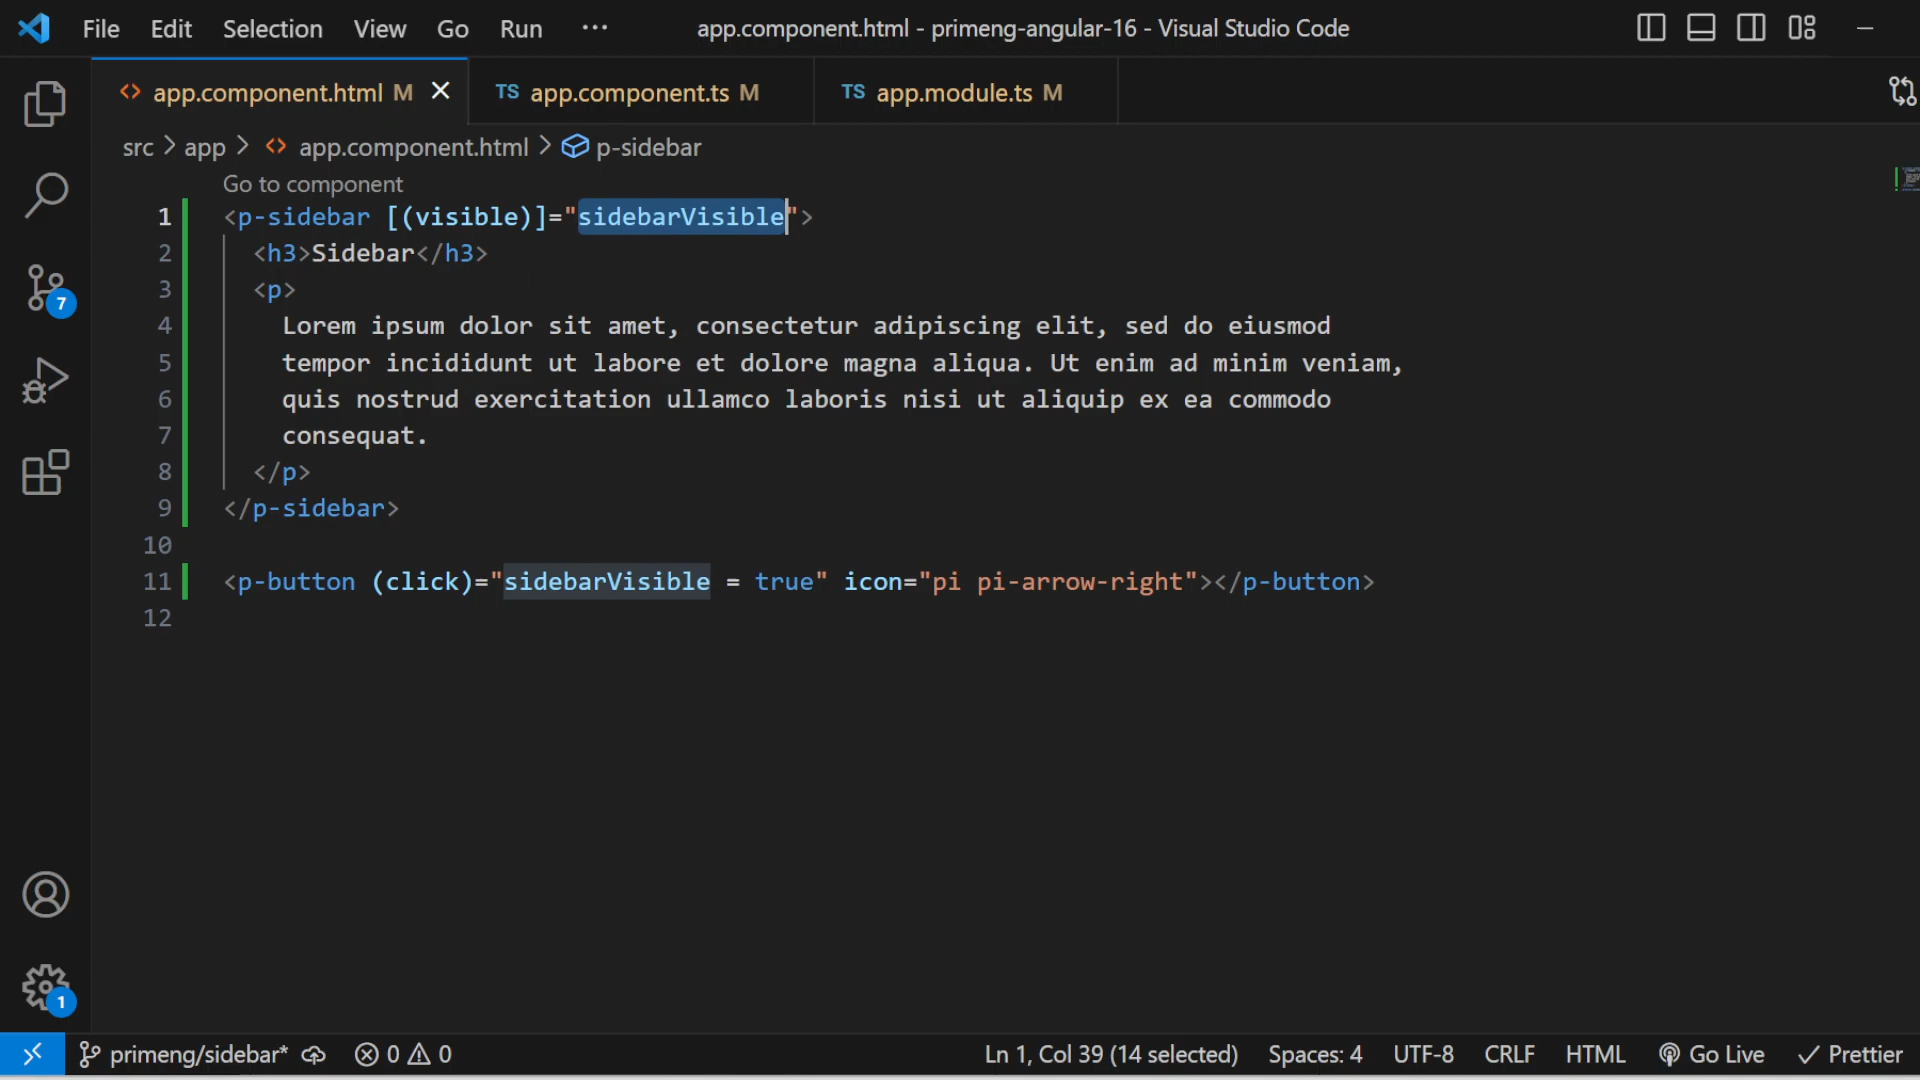 File Edit Selection View Go Run ··· app.component.html - primeng-angular-16 - Visual Studio Code
app.component.html M TS app.component.ts M TS app.module.ts M
src > app > app.component.html > p-sidebar
Go to component
1 <p-sidebar [(visible)]="sidebarVisible">
2 <h3>Sidebar</h3>
3 <p>
4 Lorem ipsum dolor sit amet, consectetur adipiscing elit, sed do eiusmod
5 tempor incididunt ut labore et dolore magna aliqua. Ut enim ad minim veniam,
6 quis nostrud exercitation ullamco laboris nisi ut aliquip ex ea commodo
7 consequat.
8 </p>
9 </p-sidebar>
10
11 <p-button (click)="sidebarVisible = true" icon="pi pi-arrow-right"></p-button>
12
7
1
primeng/sidebar* 0 0 Ln 1, Col 39 (14 selected) Spaces: 4 UTF-8 CRLF HTML Go Live Prettier